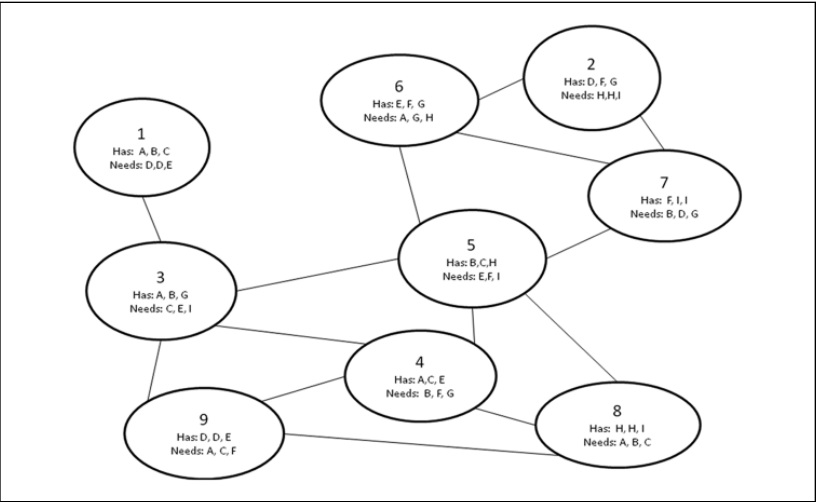 1
Has: A, B, C
Needs: D,D,E
2
Has: D, F, G
Needs: H,H,I
3
Has: A, B, G
Needs: C, E, I
4
Has: A,C, E
Needs: B, F, G
5
Has: B,C,H
Needs: E,F, I
6
Has: E, F, G
Needs: A, G, H
7
Has: F, I, I
Needs: B, D, G
8
Has: H, H, I
Needs: A, B, C
9
Has: D, D, E
Needs: A, C, F